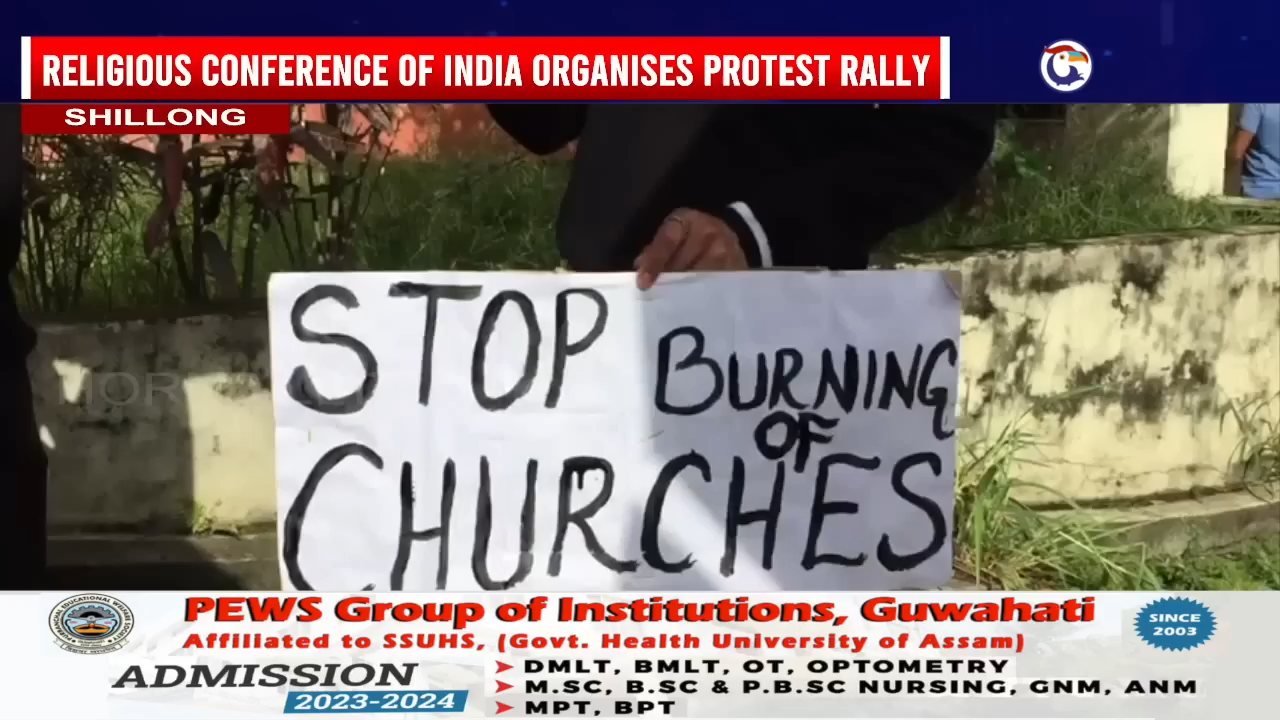 RELIGIOUS CONFERENCE OF INDIA ORGANISES PROTEST RALLY
SHILLONG
STOP BURNING
OF
CHURCHES
PEWS Group of Institutions, Guwahati
Affiliated to SSUHS, (Govt. Health University of Assam)
SINCE
2003
ADMISSION
2023-2024
DMLT, BMLT, OT, OPTOMETRY
M.SC, B.SC & P.B.SC NURSING, GNM, ANM
MPT, BPT